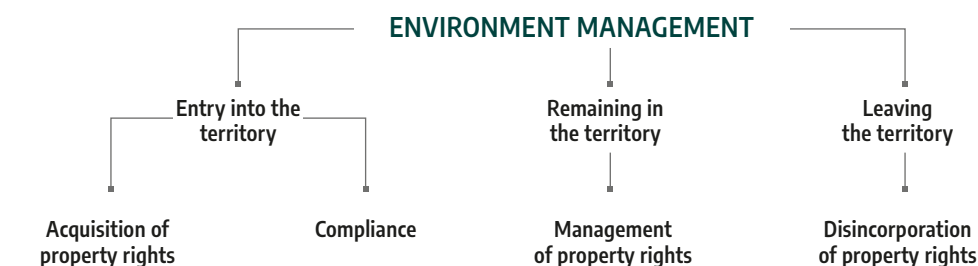 ENVIRONMENT MANAGEMENT
Entry into the
territory
Remaining in
the territory
Leaving
the territory
Acquisition of
property rights
Compliance
Management
of property rights
Disincorporation
of property rights